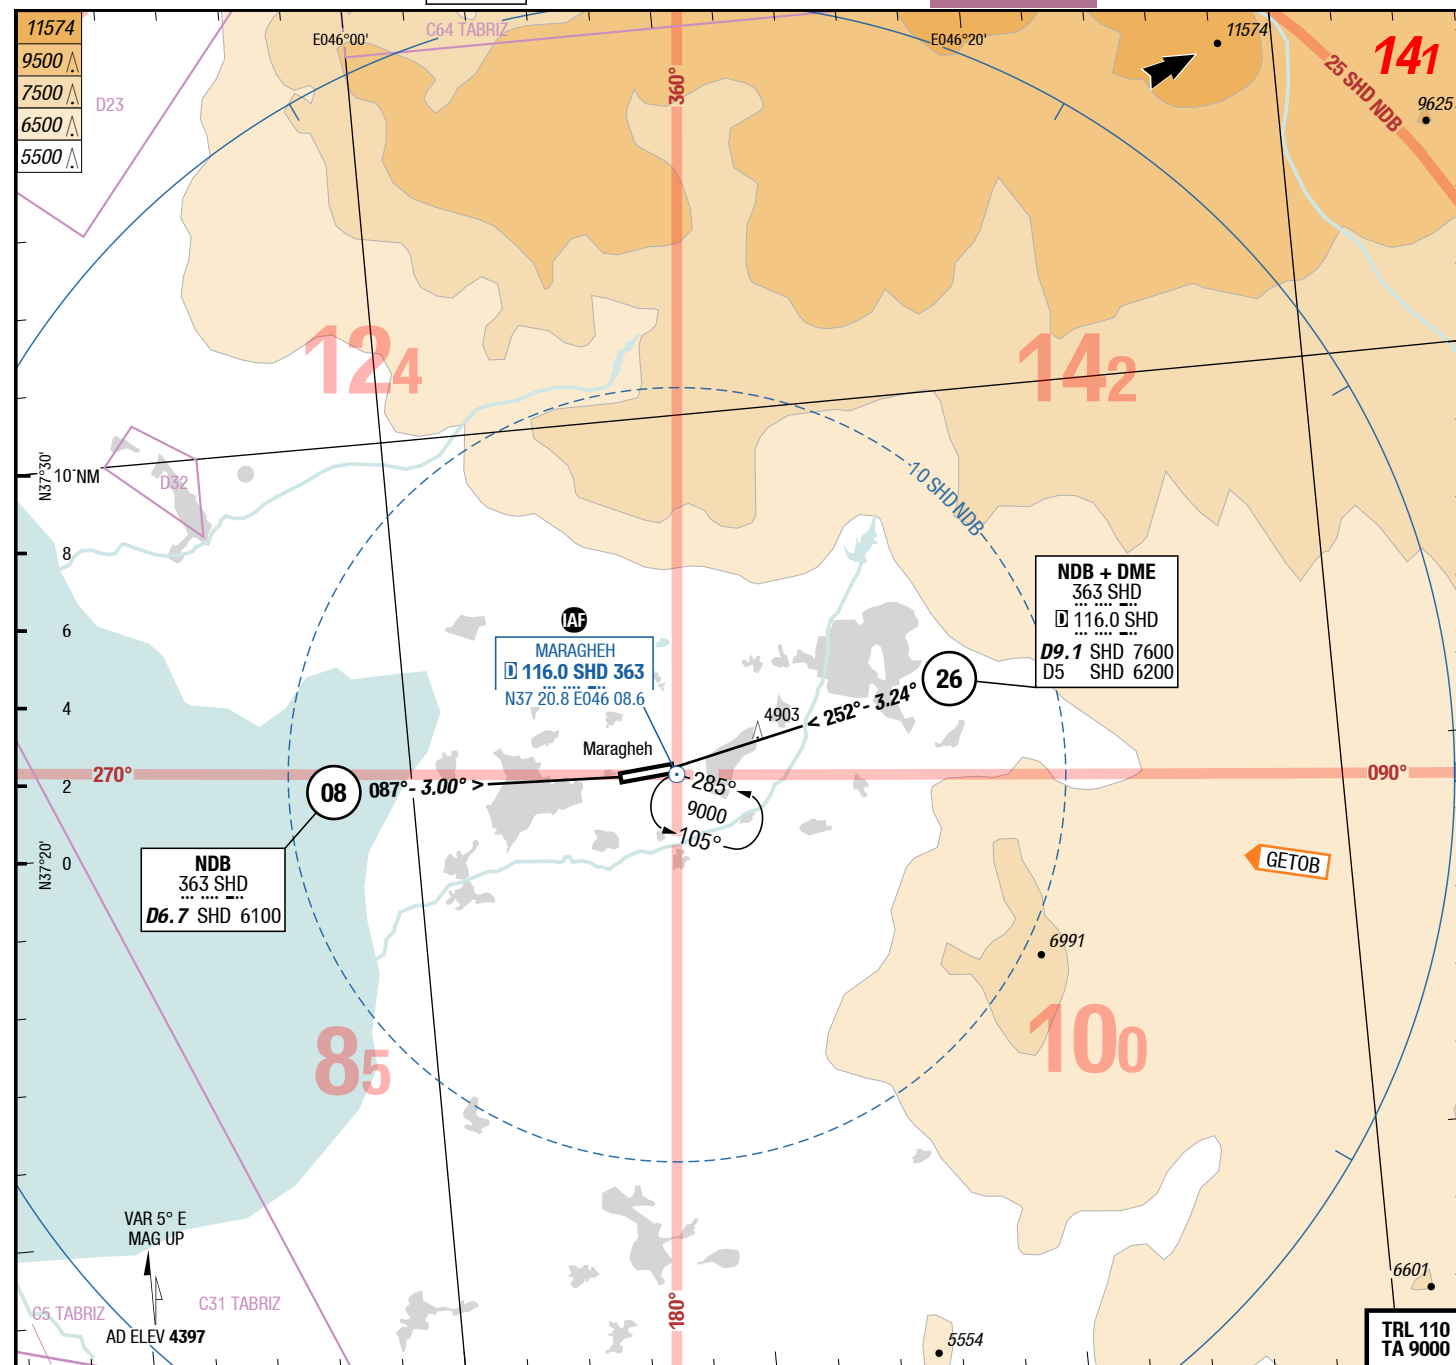 11574
9500
7500
6500
5500
D23
E046°00'
C64 TABRIZ
360°
E046°20'
11574
25 SHD NDB
141
9625
124
142
N37°30'
10 NM
D32
10 SHD NDB
8
6
4
2
0
N37°20'
IAF
MARAGHEH
D 116.0 SHD 363
N37 20.8 E046 08.6
NDB + DME
363 SHD
D 116.0 SHD
D9.1 SHD 7600
D5 SHD 6200
26
< 252° - 3.24°
4903
Maragheh
270°
090°
08
087° - 3.00° >
285°
9000
105°
NDB
363 SHD
D6.7 SHD 6100
GETOB
6991
85
100
VAR 5° E
MAG UP
C5 TABRIZ
C31 TABRIZ
AD ELEV 4397
180°
5554
6601
TRL 110
TA 9000